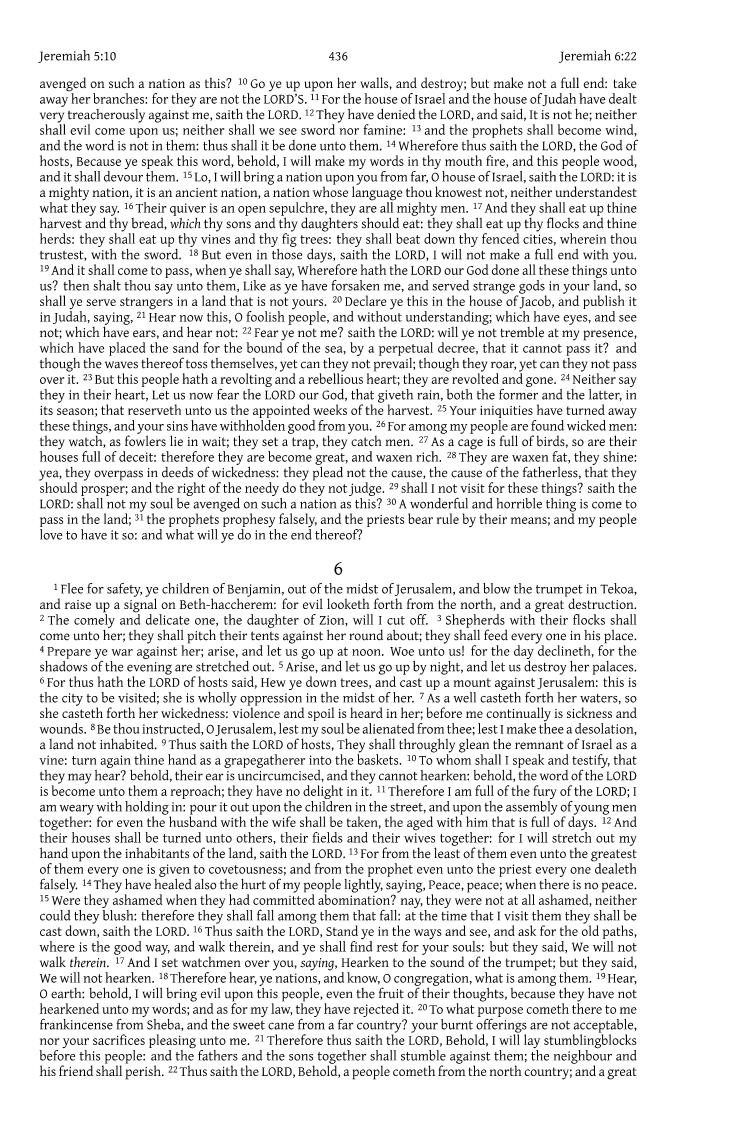 Jeremiah 5:10 436 Jeremiah 6:22
avenged on such a nation as this? 10 Go ye up upon her walls, and destroy; but make not a full end: take
away her branches: for they are not the LORD'S. 11 For the house of Israel and the house of Judah have dealt
very treacherously against me, saith the LORD. 12 They have denied the LORD, and said, It is not he; neither
shall evil come upon us; neither shall we see sword nor famine: 13 and the prophets shall become wind,
and the word is not in them: thus shall it be done unto them. 14 Wherefore thus saith the LORD, the God of
hosts, Because ye speak this word, behold, I will make my words in thy mouth fire, and this people wood,
and it shall devour them. 15 Lo, I will bring a nation upon you from far, O house of Israel, saith the LORD: it is
a mighty nation, it is an ancient nation, a nation whose language thou knowest not, neither understandest
what they say. 16 Their quiver is an open sepulchre, they are all mighty men. 17 And they shall eat up thine
harvest and thy bread, which thy sons and thy daughters should eat: they shall eat up thy flocks and thine
herds: they shall eat up thy vines and thy fig trees: they shall beat down thy fenced cities, wherein thou
trustest, with the sword. 18 But even in those days, saith the LORD, I will not make a full end with you.
19 And it shall come to pass, when ye shall say, Wherefore hath the LORD our God done all these things unto
us? then shalt thou say unto them, Like as ye have forsaken me, and served strange gods in your land, so
shall ye serve strangers in a land that is not yours. 20 Declare ye this in the house of Jacob, and publish it
in Judah, saying, 21 Hear now this, O foolish people, and without understanding; which have eyes, and see
not; which have ears, and hear not: 22 Fear ye not me? saith the LORD: will ye not tremble at my presence,
which have placed the sand for the bound of the sea, by a perpetual decree, that it cannot pass it? and
though the waves thereof toss themselves, yet can they not prevail; though they roar, yet can they not pass
over it. 23 But this people hath a revolting and a rebellious heart; they are revolted and gone. 24 Neither say
they in their heart, Let us now fear the LORD our God, that giveth rain, both the former and the latter, in
its season; that reserveth unto us the appointed weeks of the harvest. 25 Your iniquities have turned away
these things, and your sins have withholden good from you. 26 For among my people are found wicked men:
they watch, as fowlers lie in wait; they set a trap, they catch men. 27 As a cage is full of birds, so are their
houses full of deceit: therefore they are become great, and waxen rich. 28 They are waxen fat, they shine:
yea, they overpass in deeds of wickedness: they plead not the cause, the cause of the fatherless, that they
should prosper; and the right of the needy do they not judge. 29 shall I not visit for these things? saith the
LORD: shall not my soul be avenged on such a nation as this? 30 A wonderful and horrible thing is come to
pass in the land; 31 the prophets prophesy falsely, and the priests bear rule by their means; and my people
love to have it so: and what will ye do in the end thereof?
6
1 Flee for safety, ye children of Benjamin, out of the midst of Jerusalem, and blow the trumpet in Tekoa,
and raise up a signal on Beth-haccherem: for evil looketh forth from the north, and a great destruction.
2 The comely and delicate one, the daughter of Zion, will I cut off. 3 Shepherds with their flocks shall
come unto her; they shall pitch their tents against her round about; they shall feed every one in his place.
4 Prepare ye war against her; arise, and let us go up at noon. Woe unto us! for the day declineth, for the
shadows of the evening are stretched out. 5 Arise, and let us go up by night, and let us destroy her palaces.
6 For thus hath the LORD of hosts said, Hew ye down trees, and cast up a mount against Jerusalem: this is
the city to be visited; she is wholly oppression in the midst of her. 7 As a well casteth forth her waters, so
she casteth forth her wickedness: violence and spoil is heard in her; before me continually is sickness and
wounds. 8 Be thou instructed, O Jerusalem, lest my soul be alienated from thee; lest I make thee a desolation,
a land not inhabited. 9 Thus saith the LORD of hosts, They shall throughly glean the remnant of Israel as a
vine: turn again thine hand as a grapegatherer into the baskets. 10 To whom shall I speak and testify, that
they may hear? behold, their ear is uncircumcised, and they cannot hearken: behold, the word of the LORD
is become unto them a reproach; they have no delight in it. 11 Therefore I am full of the fury of the LORD; I
am weary with holding in: pour it out upon the children in the street, and upon the assembly of young men
together: for even the husband with the wife shall be taken, the aged with him that is full of days. 12 And
their houses shall be turned unto others, their fields and their wives together: for I will stretch out my
hand upon the inhabitants of the land, saith the LORD. 13 For from the least of them even unto the greatest
of them every one is given to covetousness; and from the prophet even unto the priest every one dealeth
falsely. 14 They have healed also the hurt of my people lightly, saying, Peace, peace; when there is no peace.
15 Were they ashamed when they had committed abomination? nay, they were not at all ashamed, neither
could they blush: therefore they shall fall among them that fall: at the time that I visit them they shall be
cast down, saith the LORD. 16 Thus saith the LORD, Stand ye in the ways and see, and ask for the old paths,
where is the good way, and walk therein, and ye shall find rest for your souls: but they said, We will not
walk therein. 17 And I set watchmen over you, saying, Hearken to the sound of the trumpet; but they said,
We will not hearken. 18 Therefore hear, ye nations, and know, O congregation, what is among them. 19 Hear,
O earth: behold, I will bring evil upon this people, even the fruit of their thoughts, because they have not
hearkened unto my words; and as for my law, they have rejected it. 20 To what purpose cometh there to me
frankincense from Sheba, and the sweet cane from a far country? your burnt offerings are not acceptable,
nor your sacrifices pleasing unto me. 21 Therefore thus saith the LORD, Behold, I will lay stumblingblocks
before this people: and the fathers and the sons together shall stumble against them; the neighbour and
his friend shall perish. 22 Thus saith the LORD, Behold, a people cometh from the north country; and a great